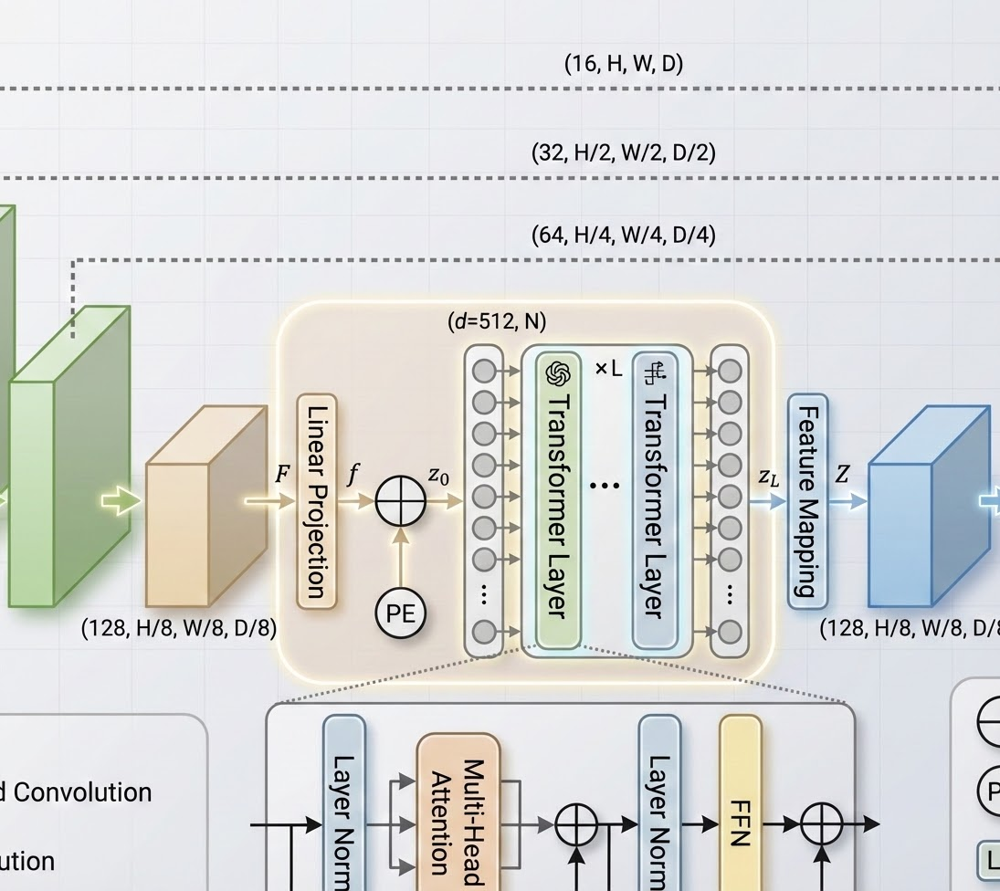 (16, H, W, D)
(32, H/2, W/2, D/2)
(64, H/4, W/4, D/4)
(d=512, N)
F
Linear Projection
f
z₀
PE
Transformer Layer
×L
...
Transformer Layer
z_L
Feature Mapping
Z
(128, H/8, W/8, D/8)
(128, H/8, W/8, D/8
d Convolution
ution
Layer Norm
Multi-Head
Attention
Layer Norm
FFN
P
L